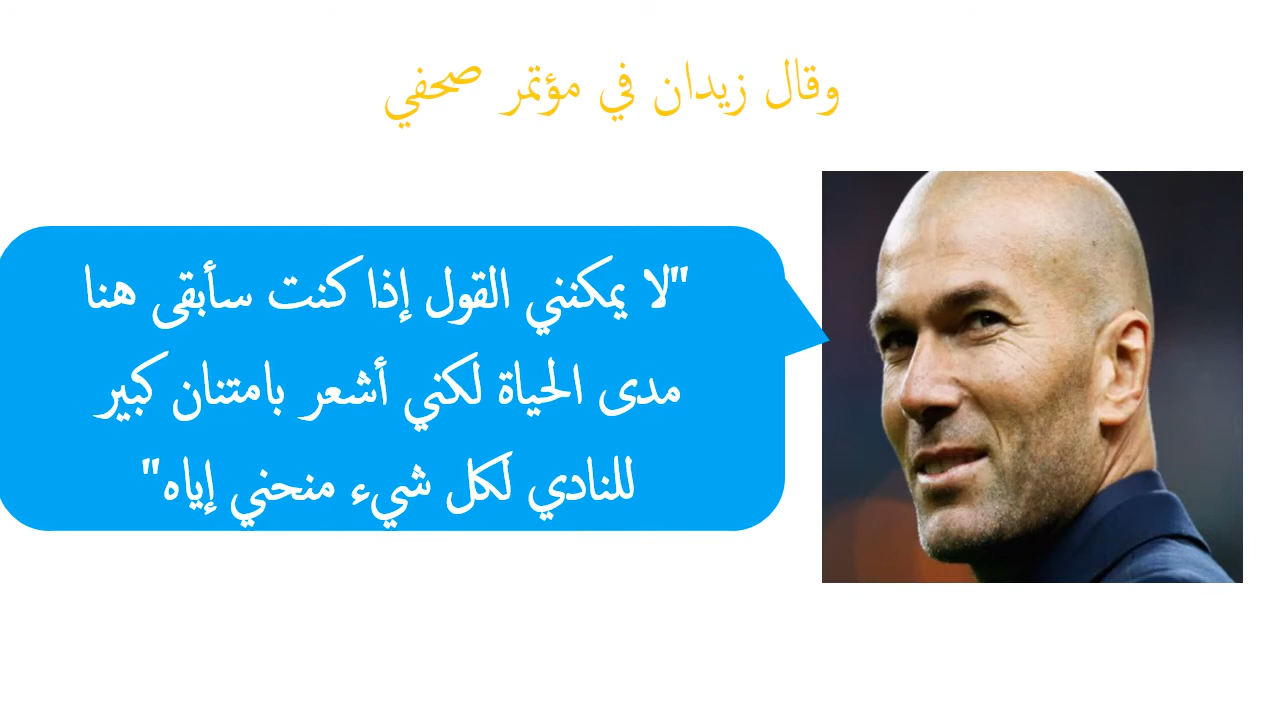 وقال زيدان في مؤتمر صحفي
"لا يمكنني القول إذا كنت سأبقى هنا
مدى الحياة لكني أشعر بامتنان كبير
للنادي لكل شيء منحني إياه"